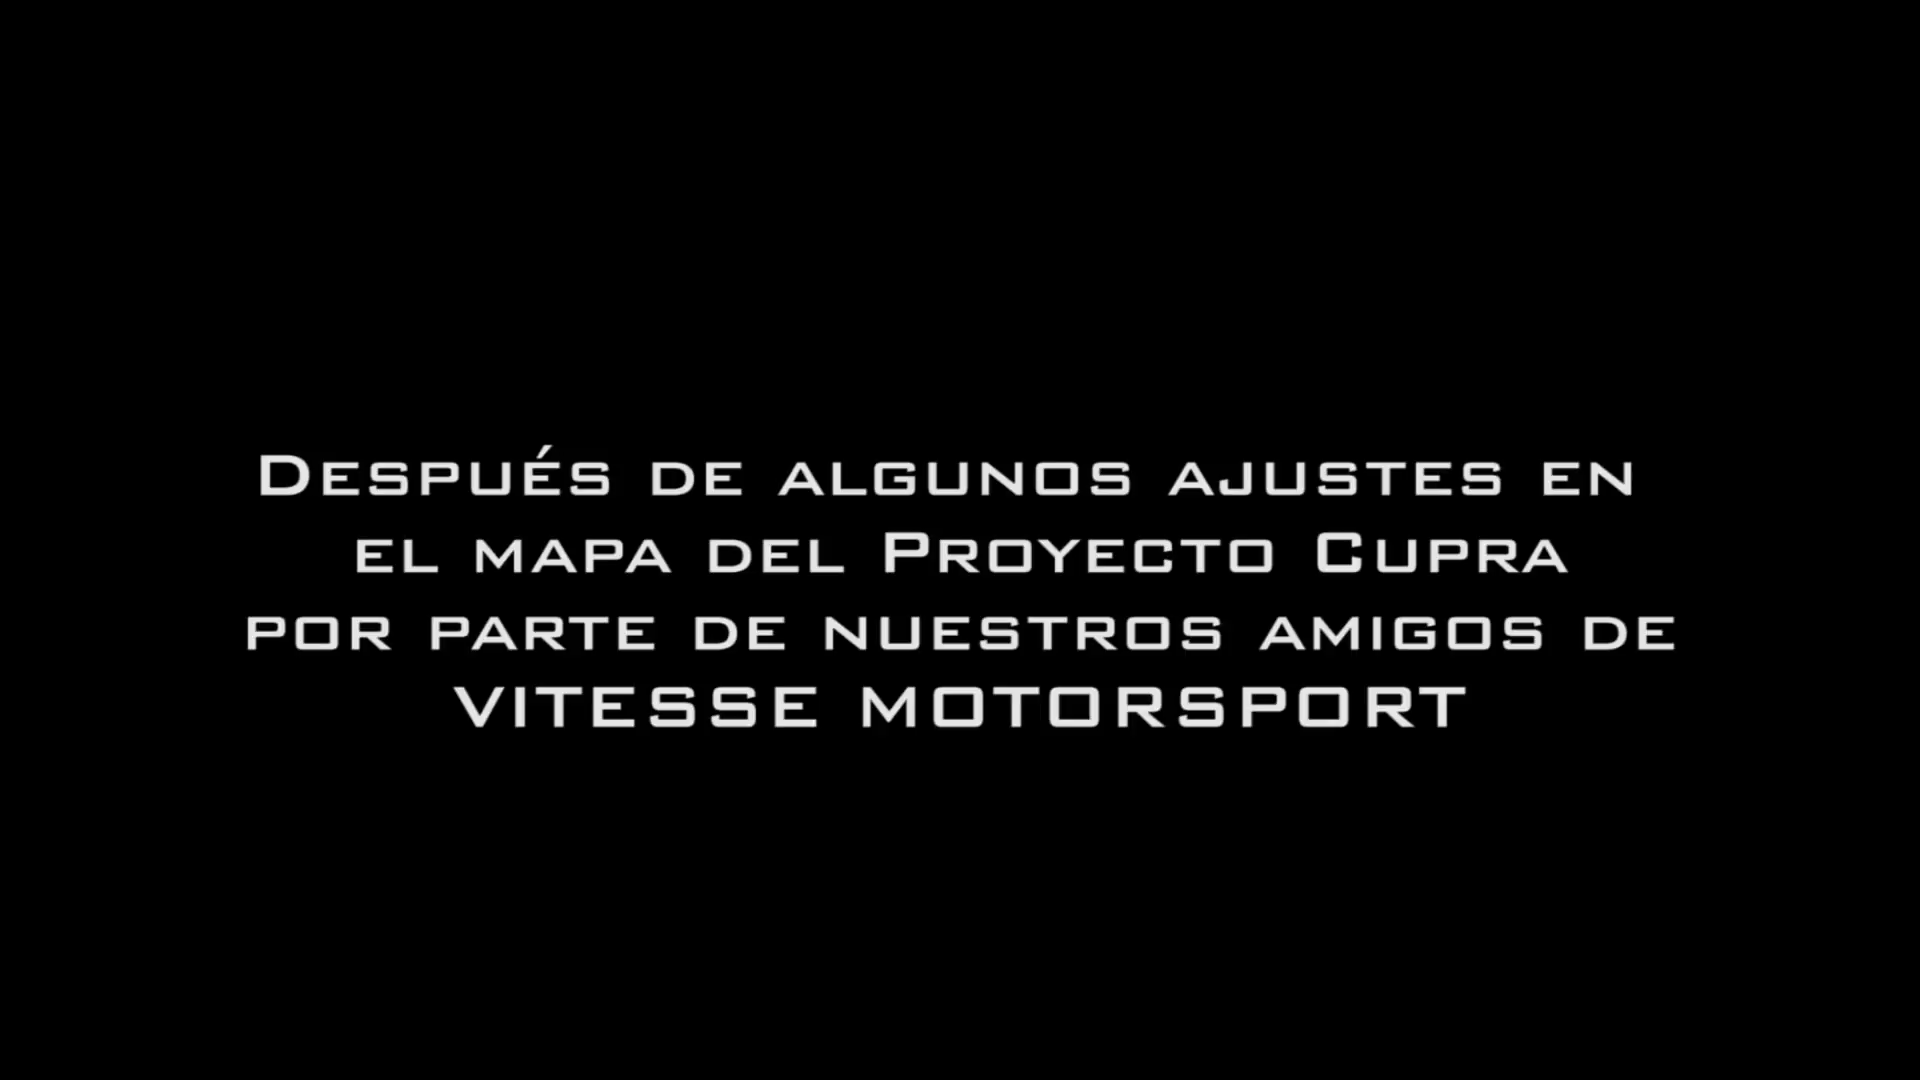 Después de algunos ajustes en
el mapa del Proyecto Cupra
por parte de nuestros amigos de
VITESSE MOTORSPORT